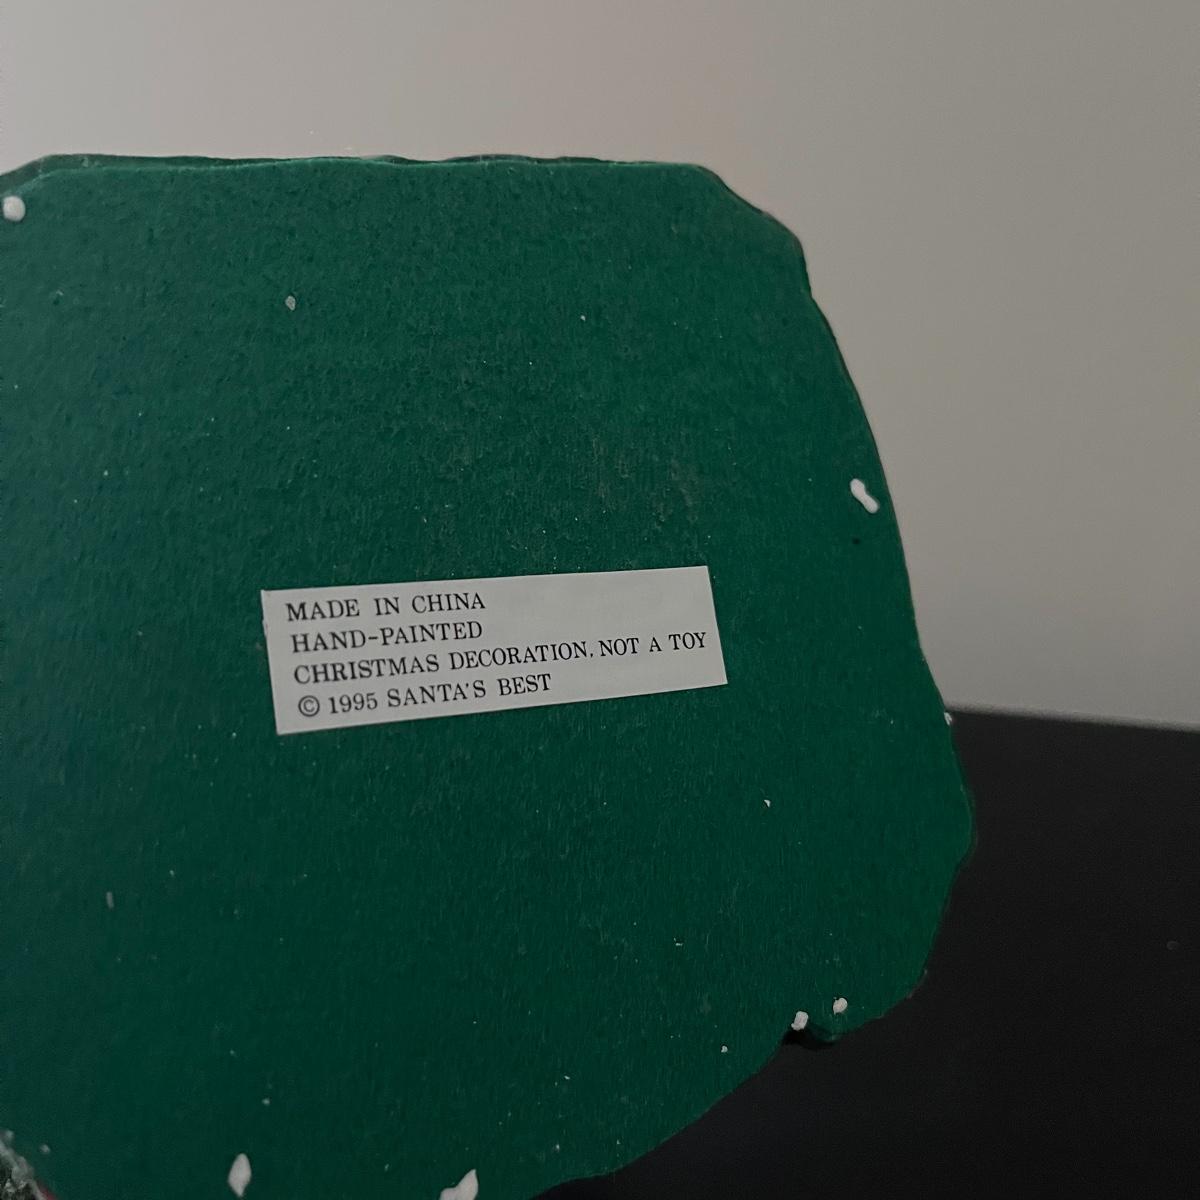 MADE IN CHINA
HAND-PAINTED
CHRISTMAS DECORATION, NOT A TOY
© 1995 SANTA'S BEST